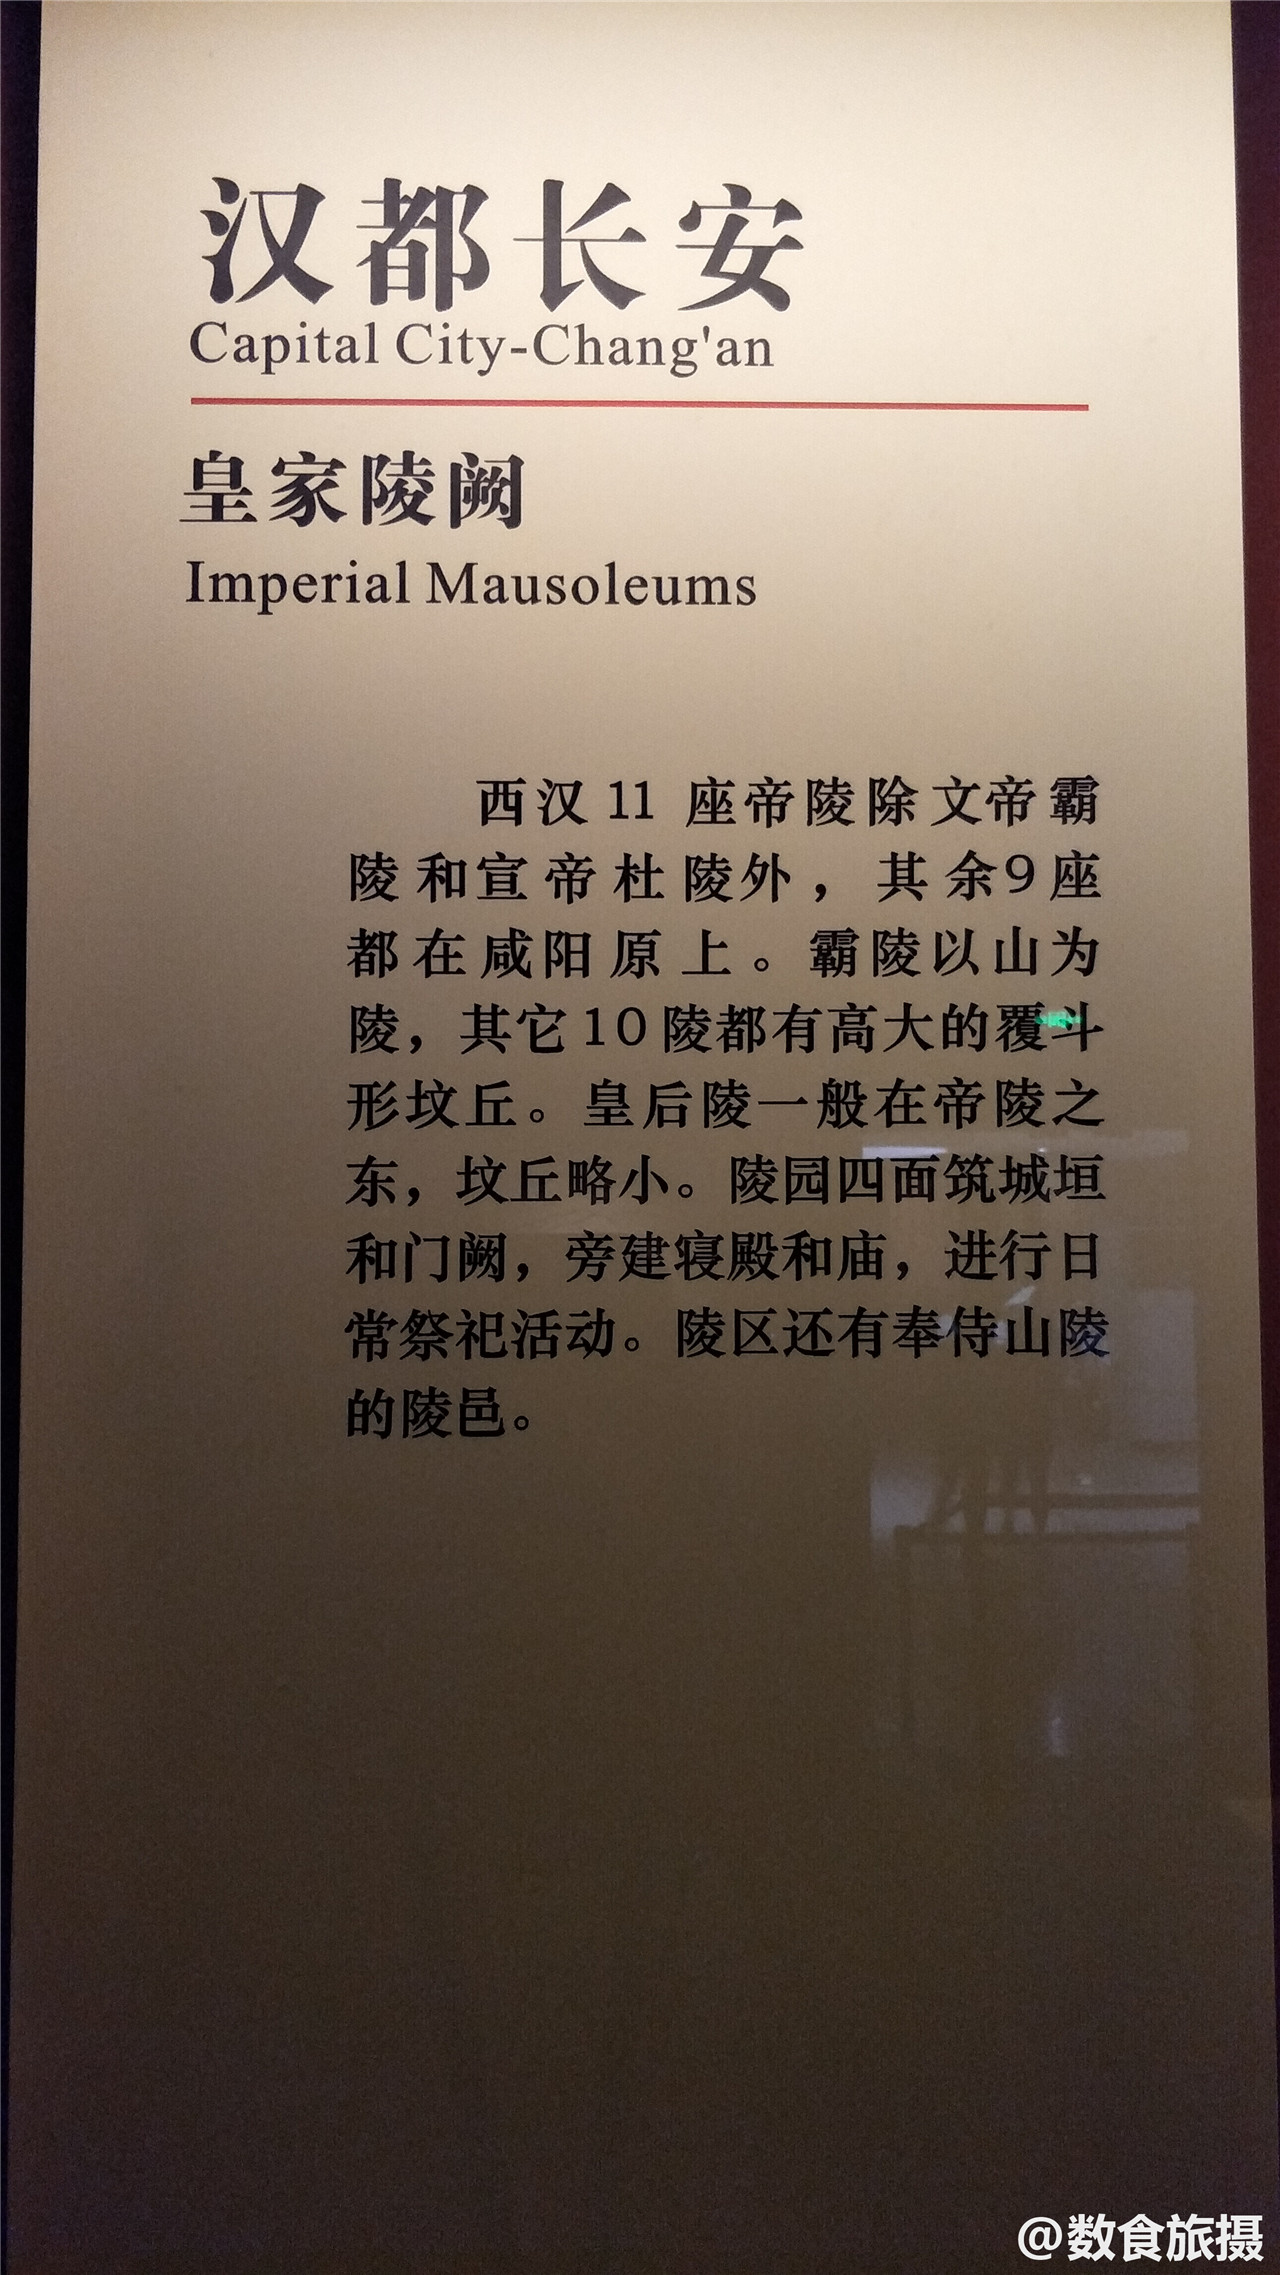 汉都长安
Capital City-Chang'an
皇家陵阙
Imperial Mausoleums
西汉11 座帝陵除文帝霸
陵和宣帝杜陵外，其余9座
都在咸阳原上。霸陵以山为
陵，其它10陵都有高大的覆斗
形坟丘。皇后陵一般在帝陵之
东，坟丘略小。陵园四面筑城垣
和门阙，旁建寝殿和庙，进行日
常祭祀活动。陵区还有奉侍山陵
的陵邑。
@数食旅摄